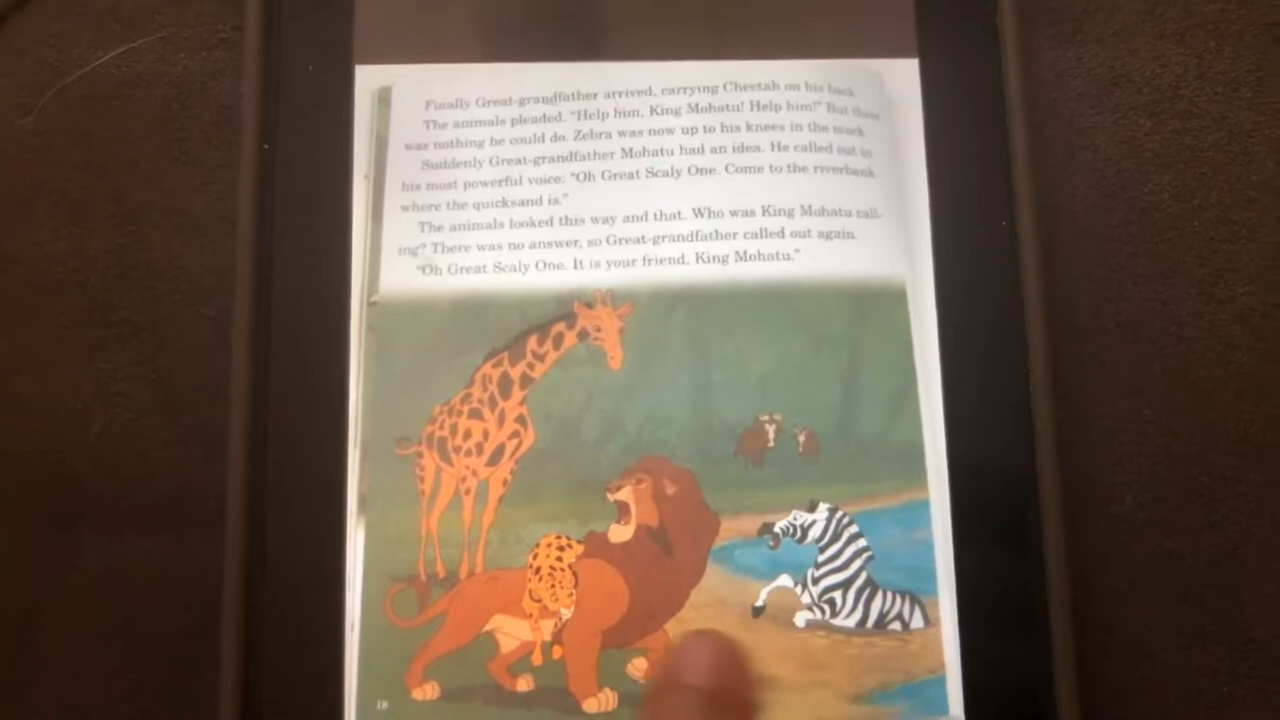 Finally Great-grandfather arrived, carrying Cheetah on his back.
The animals pleaded. "Help him, King Mohatu! Help him!" But there
was nothing he could do. Zebra was now up to his knees in the muck.
Suddenly Great-grandfather Mohatu had an idea. He called out in
his most powerful voice: "Oh Great Scaly One. Come to the riverbank
where the quicksand is."
The animals looked this way and that. Who was King Mohatu call-
ing? There was no answer, so Great-grandfather called out again.
"Oh Great Scaly One. It is your friend, King Mohatu."
18